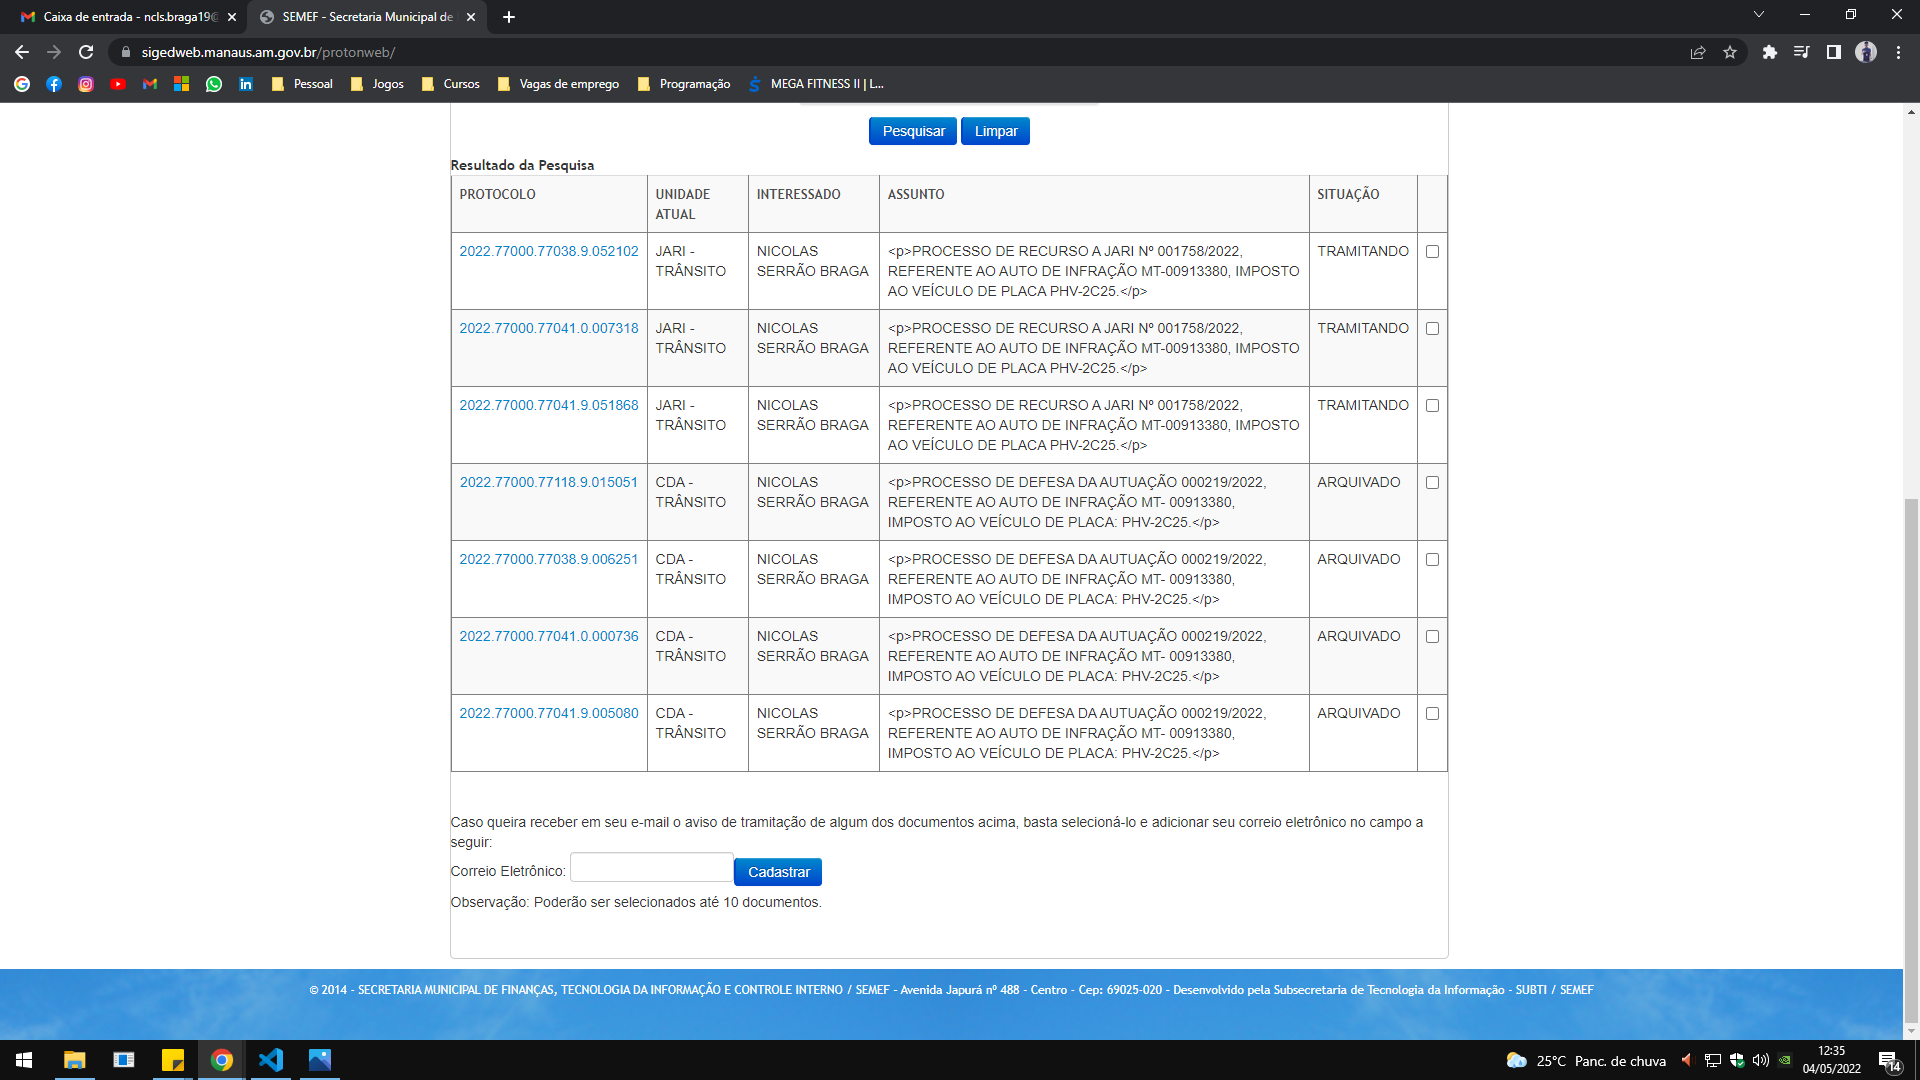 Caixa de entrada - ncls.braga19@
SEMEF - Secretaria Municipal de
sigedweb.manaus.am.gov.br/protonweb/
Pessoal
Jogos
Cursos
Vagas de emprego
Programação
MEGA FITNESS II | L...
Pesquisar
Limpar
Resultado da Pesquisa
PROTOCOLO
UNIDADE
ATUAL
INTERESSADO
ASSUNTO
SITUAÇÃO
2022.77000.77038.9.052102
JARI -
TRÂNSITO
NICOLAS
SERRÃO BRAGA
<p>PROCESSO DE RECURSO A JARI Nº 001758/2022,
REFERENTE AO AUTO DE INFRAÇÃO MT-00913380, IMPOSTO
AO VEÍCULO DE PLACA PHV-2C25.</p>
TRAMITANDO
2022.77000.77041.0.007318
JARI -
TRÂNSITO
NICOLAS
SERRÃO BRAGA
<p>PROCESSO DE RECURSO A JARI Nº 001758/2022,
REFERENTE AO AUTO DE INFRAÇÃO MT-00913380, IMPOSTO
AO VEÍCULO DE PLACA PHV-2C25.</p>
TRAMITANDO
2022.77000.77041.9.051868
JARI -
TRÂNSITO
NICOLAS
SERRÃO BRAGA
<p>PROCESSO DE RECURSO A JARI Nº 001758/2022,
REFERENTE AO AUTO DE INFRAÇÃO MT-00913380, IMPOSTO
AO VEÍCULO DE PLACA PHV-2C25.</p>
TRAMITANDO
2022.77000.77118.9.015051
CDA -
TRÂNSITO
NICOLAS
SERRÃO BRAGA
<p>PROCESSO DE DEFESA DA AUTUAÇÃO 000219/2022,
REFERENTE AO AUTO DE INFRAÇÃO MT- 00913380,
IMPOSTO AO VEÍCULO DE PLACA: PHV-2C25.</p>
ARQUIVADO
2022.77000.77038.9.006251
CDA -
TRÂNSITO
NICOLAS
SERRÃO BRAGA
<p>PROCESSO DE DEFESA DA AUTUAÇÃO 000219/2022,
REFERENTE AO AUTO DE INFRAÇÃO MT- 00913380,
IMPOSTO AO VEÍCULO DE PLACA: PHV-2C25.</p>
ARQUIVADO
2022.77000.77041.0.000736
CDA -
TRÂNSITO
NICOLAS
SERRÃO BRAGA
<p>PROCESSO DE DEFESA DA AUTUAÇÃO 000219/2022,
REFERENTE AO AUTO DE INFRAÇÃO MT- 00913380,
IMPOSTO AO VEÍCULO DE PLACA: PHV-2C25.</p>
ARQUIVADO
2022.77000.77041.9.005080
CDA -
TRÂNSITO
NICOLAS
SERRÃO BRAGA
<p>PROCESSO DE DEFESA DA AUTUAÇÃO 000219/2022,
REFERENTE AO AUTO DE INFRAÇÃO MT- 00913380,
IMPOSTO AO VEÍCULO DE PLACA: PHV-2C25.</p>
ARQUIVADO
Caso queira receber em seu e-mail o aviso de tramitação de algum dos documentos acima, basta selecioná-lo e adicionar seu correio eletrônico no campo a
seguir:
Correio Eletrônico:
Cadastrar
Observação: Poderão ser selecionados até 10 documentos.
© 2014 - SECRETARIA MUNICIPAL DE FINANÇAS, TECNOLOGIA DA INFORMAÇÃO E CONTROLE INTERNO / SEMEF - Avenida Japurá nº 488 - Centro - Cep: 69025-020 - Desenvolvido pela Subsecretaria de Tecnologia da Informação - SUBTI / SEMEF
25°C Panc. de chuva
12:35
04/05/2022
14